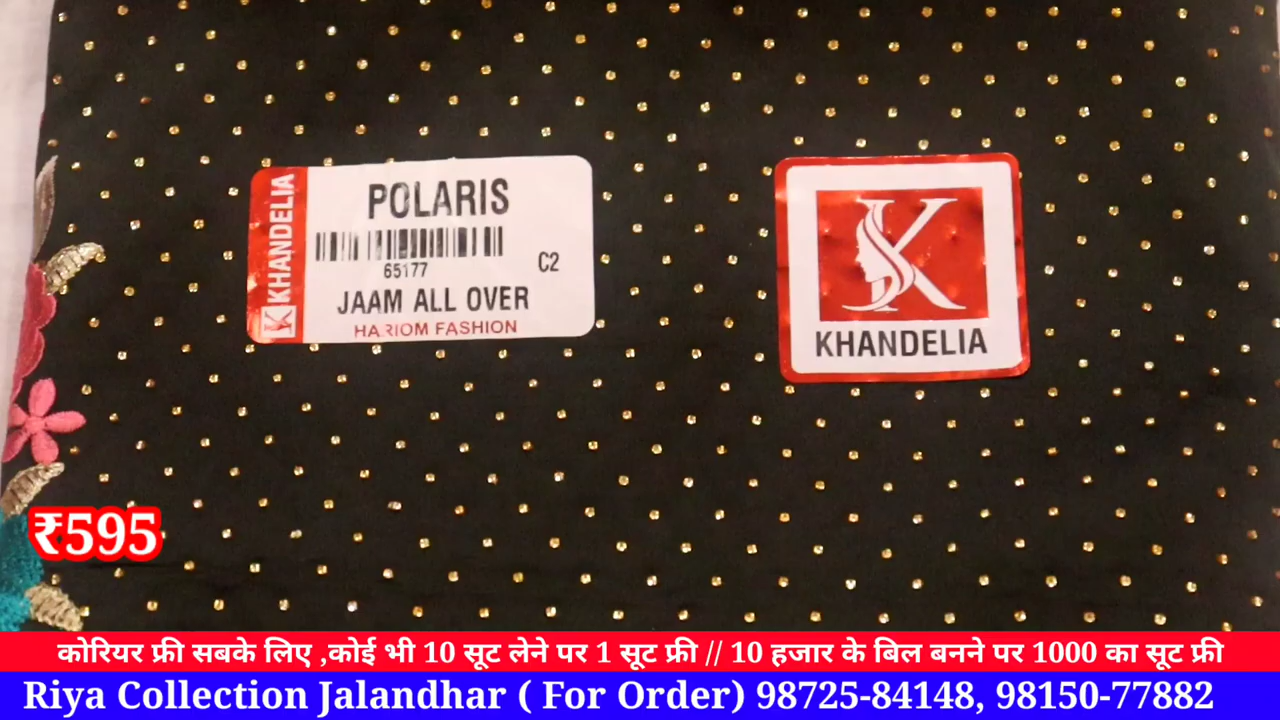 KHANDELIA
POLARIS
65177
C2
JAAM ALL OVER
HARIOM FASHION
K
KHANDELIA
₹595
कोरियर फ्री सबके लिए ,कोई भी 10 सूट लेने पर 1 सूट फ्री // 10 हजार के बिल बनने पर 1000 का सूट फ्री
Riya Collection Jalandhar ( For Order) 98725-84148, 98150-77882